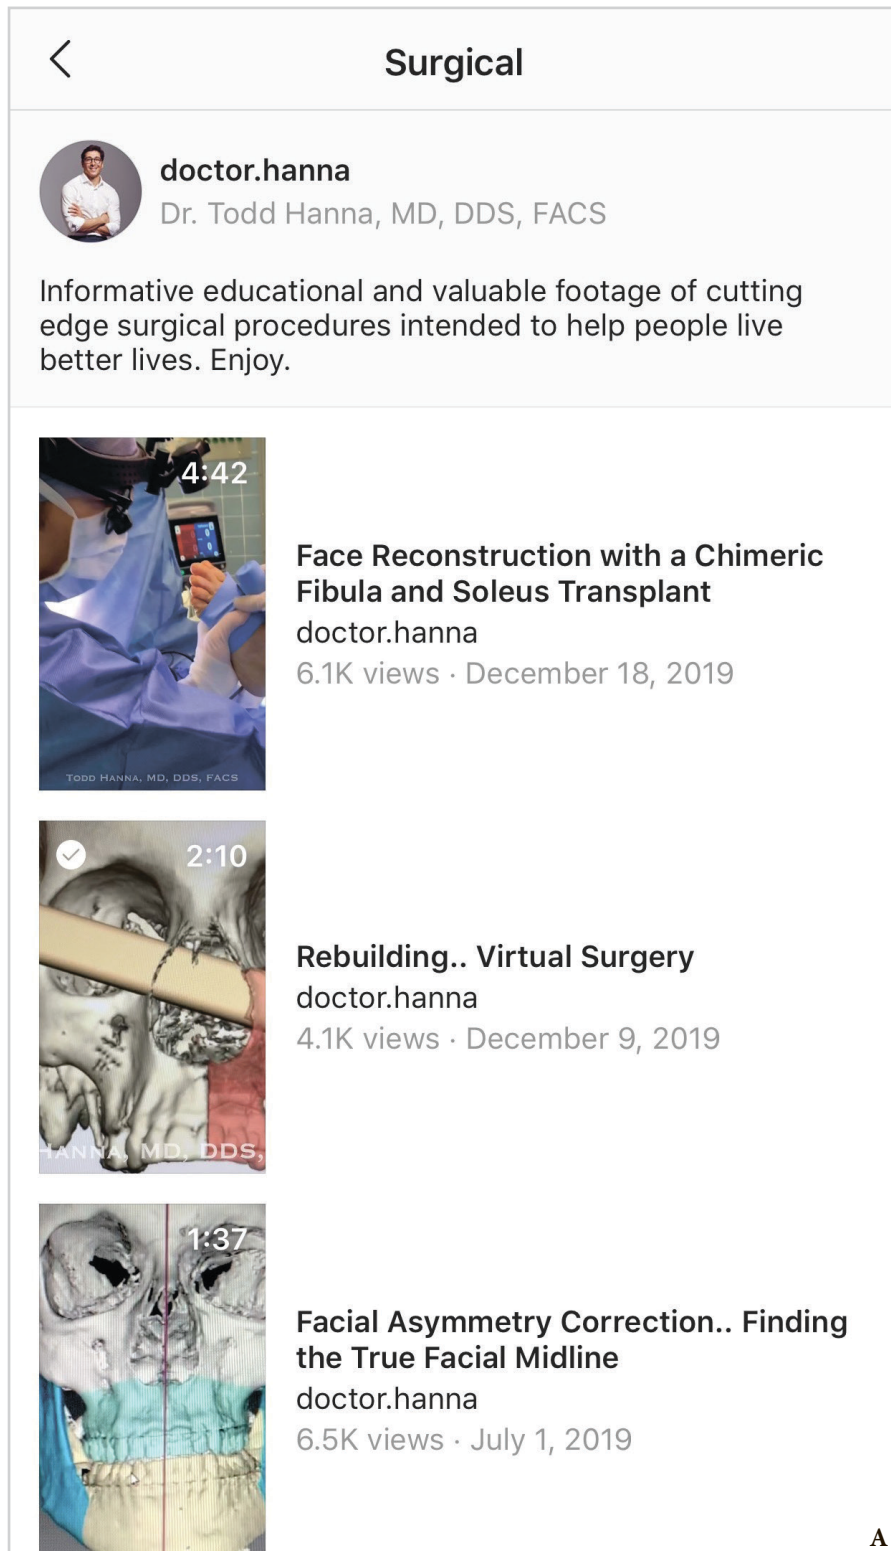 Surgical
doctor.hanna
Dr. Todd Hanna, MD, DDS, FACS
Informative educational and valuable footage of cutting
edge surgical procedures intended to help people live
better lives. Enjoy.
4:42
TODD HANNA, MD, DDS, FACS
Face Reconstruction with a Chimeric
Fibula and Soleus Transplant
doctor.hanna
6.1K views · December 18, 2019
2:10
HANNA, MD, DDS,
Rebuilding.. Virtual Surgery
doctor.hanna
4.1K views · December 9, 2019
1:37
Facial Asymmetry Correction.. Finding
the True Facial Midline
doctor.hanna
6.5K views · July 1, 2019
A